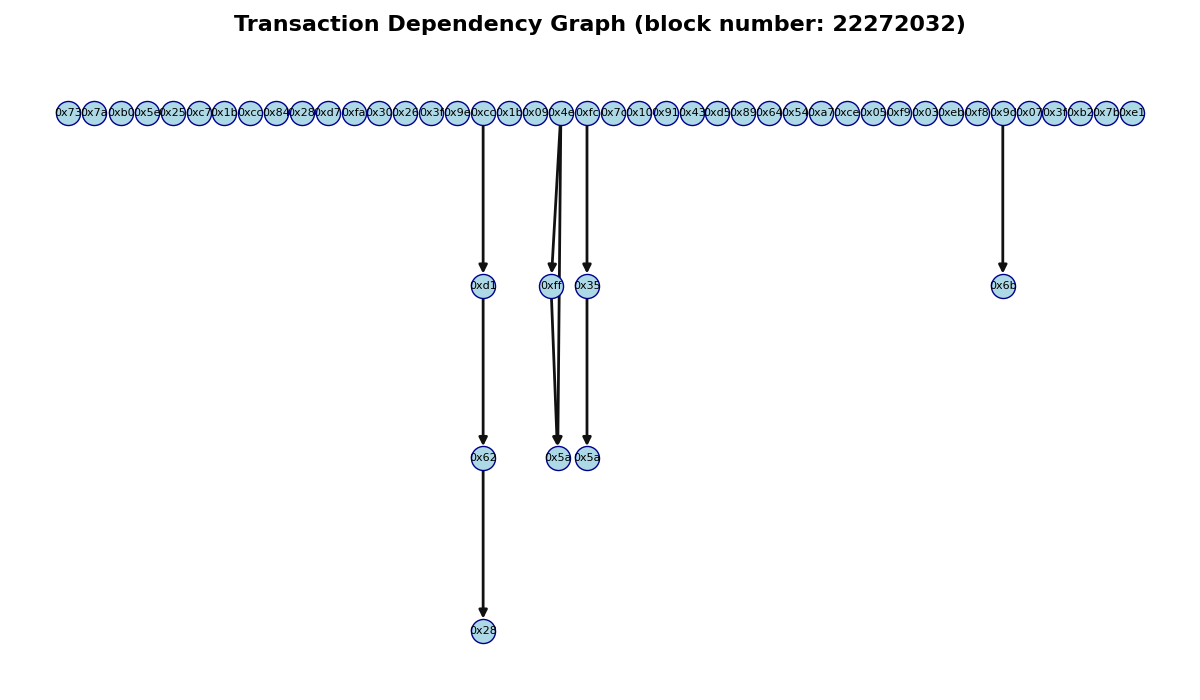 Transaction Dependency Graph (block number: 22272032)
0x73 0x7a 0xb0 0x5e 0x25 0xc7 0x1b 0xcc 0x84 0x28 0xd7 0xfa 0x30 0x26 0x3f 0x9e 0xcc 0x1b 0x09 0x4e 0xfc 0x7c 0x10 0x91 0x43 0xd5 0x89 0x64 0x54 0xa7 0xce 0x05 0xf9 0x03 0xeb 0xf8 0x9c 0x07 0x3f 0xb2 0x7b 0xe1
0xd1 0xff 0x35 0x6b
0x62 0x5a 0x5a
0x28